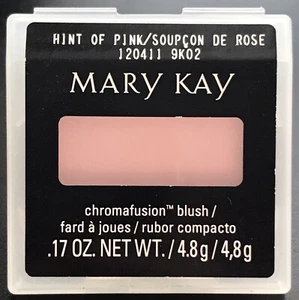 HINT OF PINK/SOUPÇON DE ROSE
120411 9K02
MARY KAY
chromafusion™ blush /
fard à joues / rubor compacto
.17 OZ. NET WT. / 4.8g / 4,8g